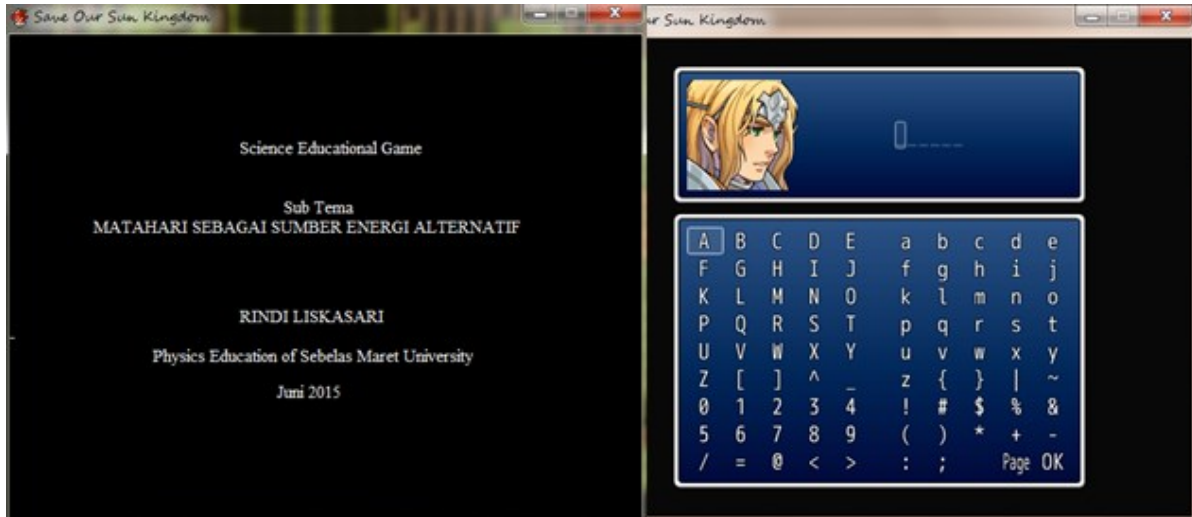 Save Our Sun Kingdom
Science Educational Game
Sub Tema
MATAHARI SEBAGAI SUMBER ENERGI ALTERNATIF
RINDI LISKASARI
Physics Education of Sebelas Maret University
Juni 2015
ur Sun Kingdom
A B C D E a b c d e
F G H I J f g h i j
K L M N O k l m n o
P Q R S T p q r s t
U V W X Y u v w x y
Z [ ] ^ _ z { } | ~
0 1 2 3 4 ! # $ % &
5 6 7 8 9 ( ) * + -
/ = @ < > : ; Page OK